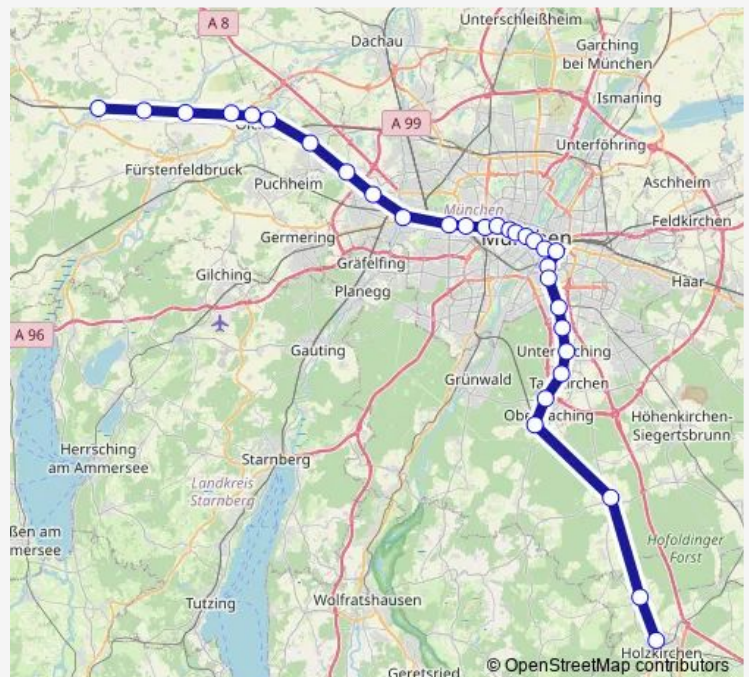 Unterschleißheim
A 8
Dachau
Garching
bei München
Ismaning
A 99
Unterföhring
Fürstenfeldbruck
Puchheim
Aschheim
München
Feldkirchen
Germering
Gräfelfing
Gilching
Planegg
Haar
A 96
Gauting
Grünwald
Höhenkirchen-
Siegertsbrunn
Herrsching
am Ammersee
Starnberg
Landkreis
Starnberg
ßen am
mersee
Hofoldinger
Forst
Tutzing
Wolfratshausen
Holzkirchen
Geretsried
© OpenStreetMap contributors